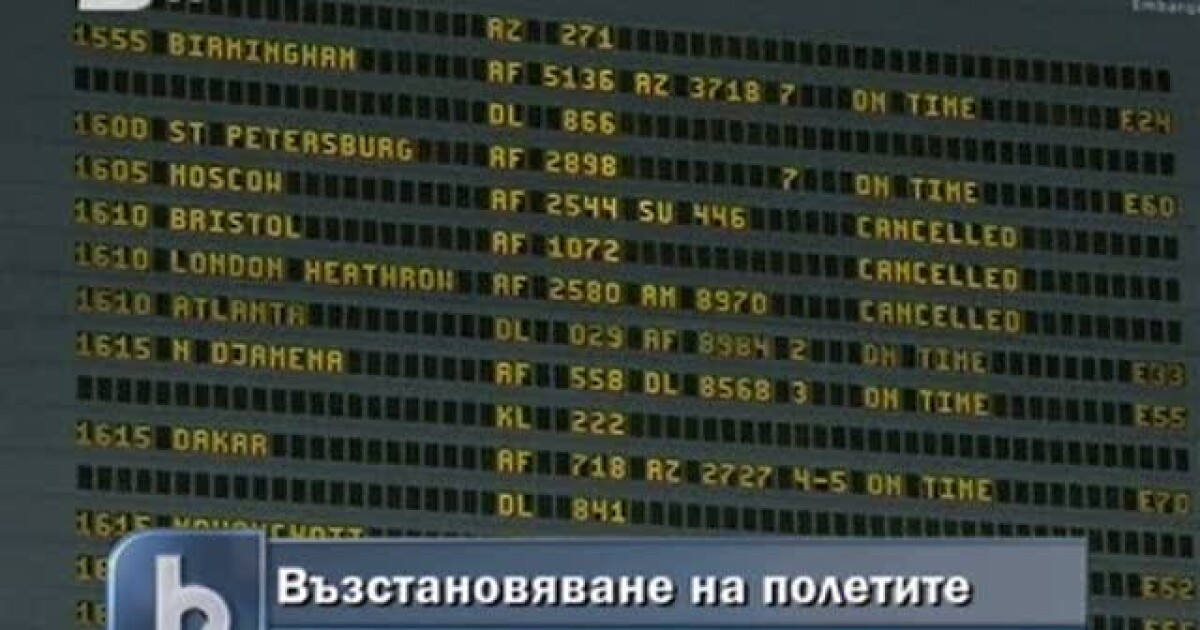 AZ 271
1555 BIRMINGHAM AF 5136 AZ 3718 7 ON TIME E24
DL 866
1600 ST PETERSBURG AF 2898 7 ON TIME E60
1605 MOSCOW AF 2544 SU 446 CANCELLED
1610 BRISTOL AF 1072 CANCELLED
1610 LONDON HEATHROW AF 2580 AM 8970 CANCELLED
1610 ATLANTA DL 029 AF 8984 2 ON TIME E33
1615 N DJAMENA AF 558 DL 8568 3 ON TIME E55
KL 222
1615 DAKAR AF 718 AZ 2727 4-5 ON TIME E70
DL 841
1615 E52
b Възстановяване на полетите